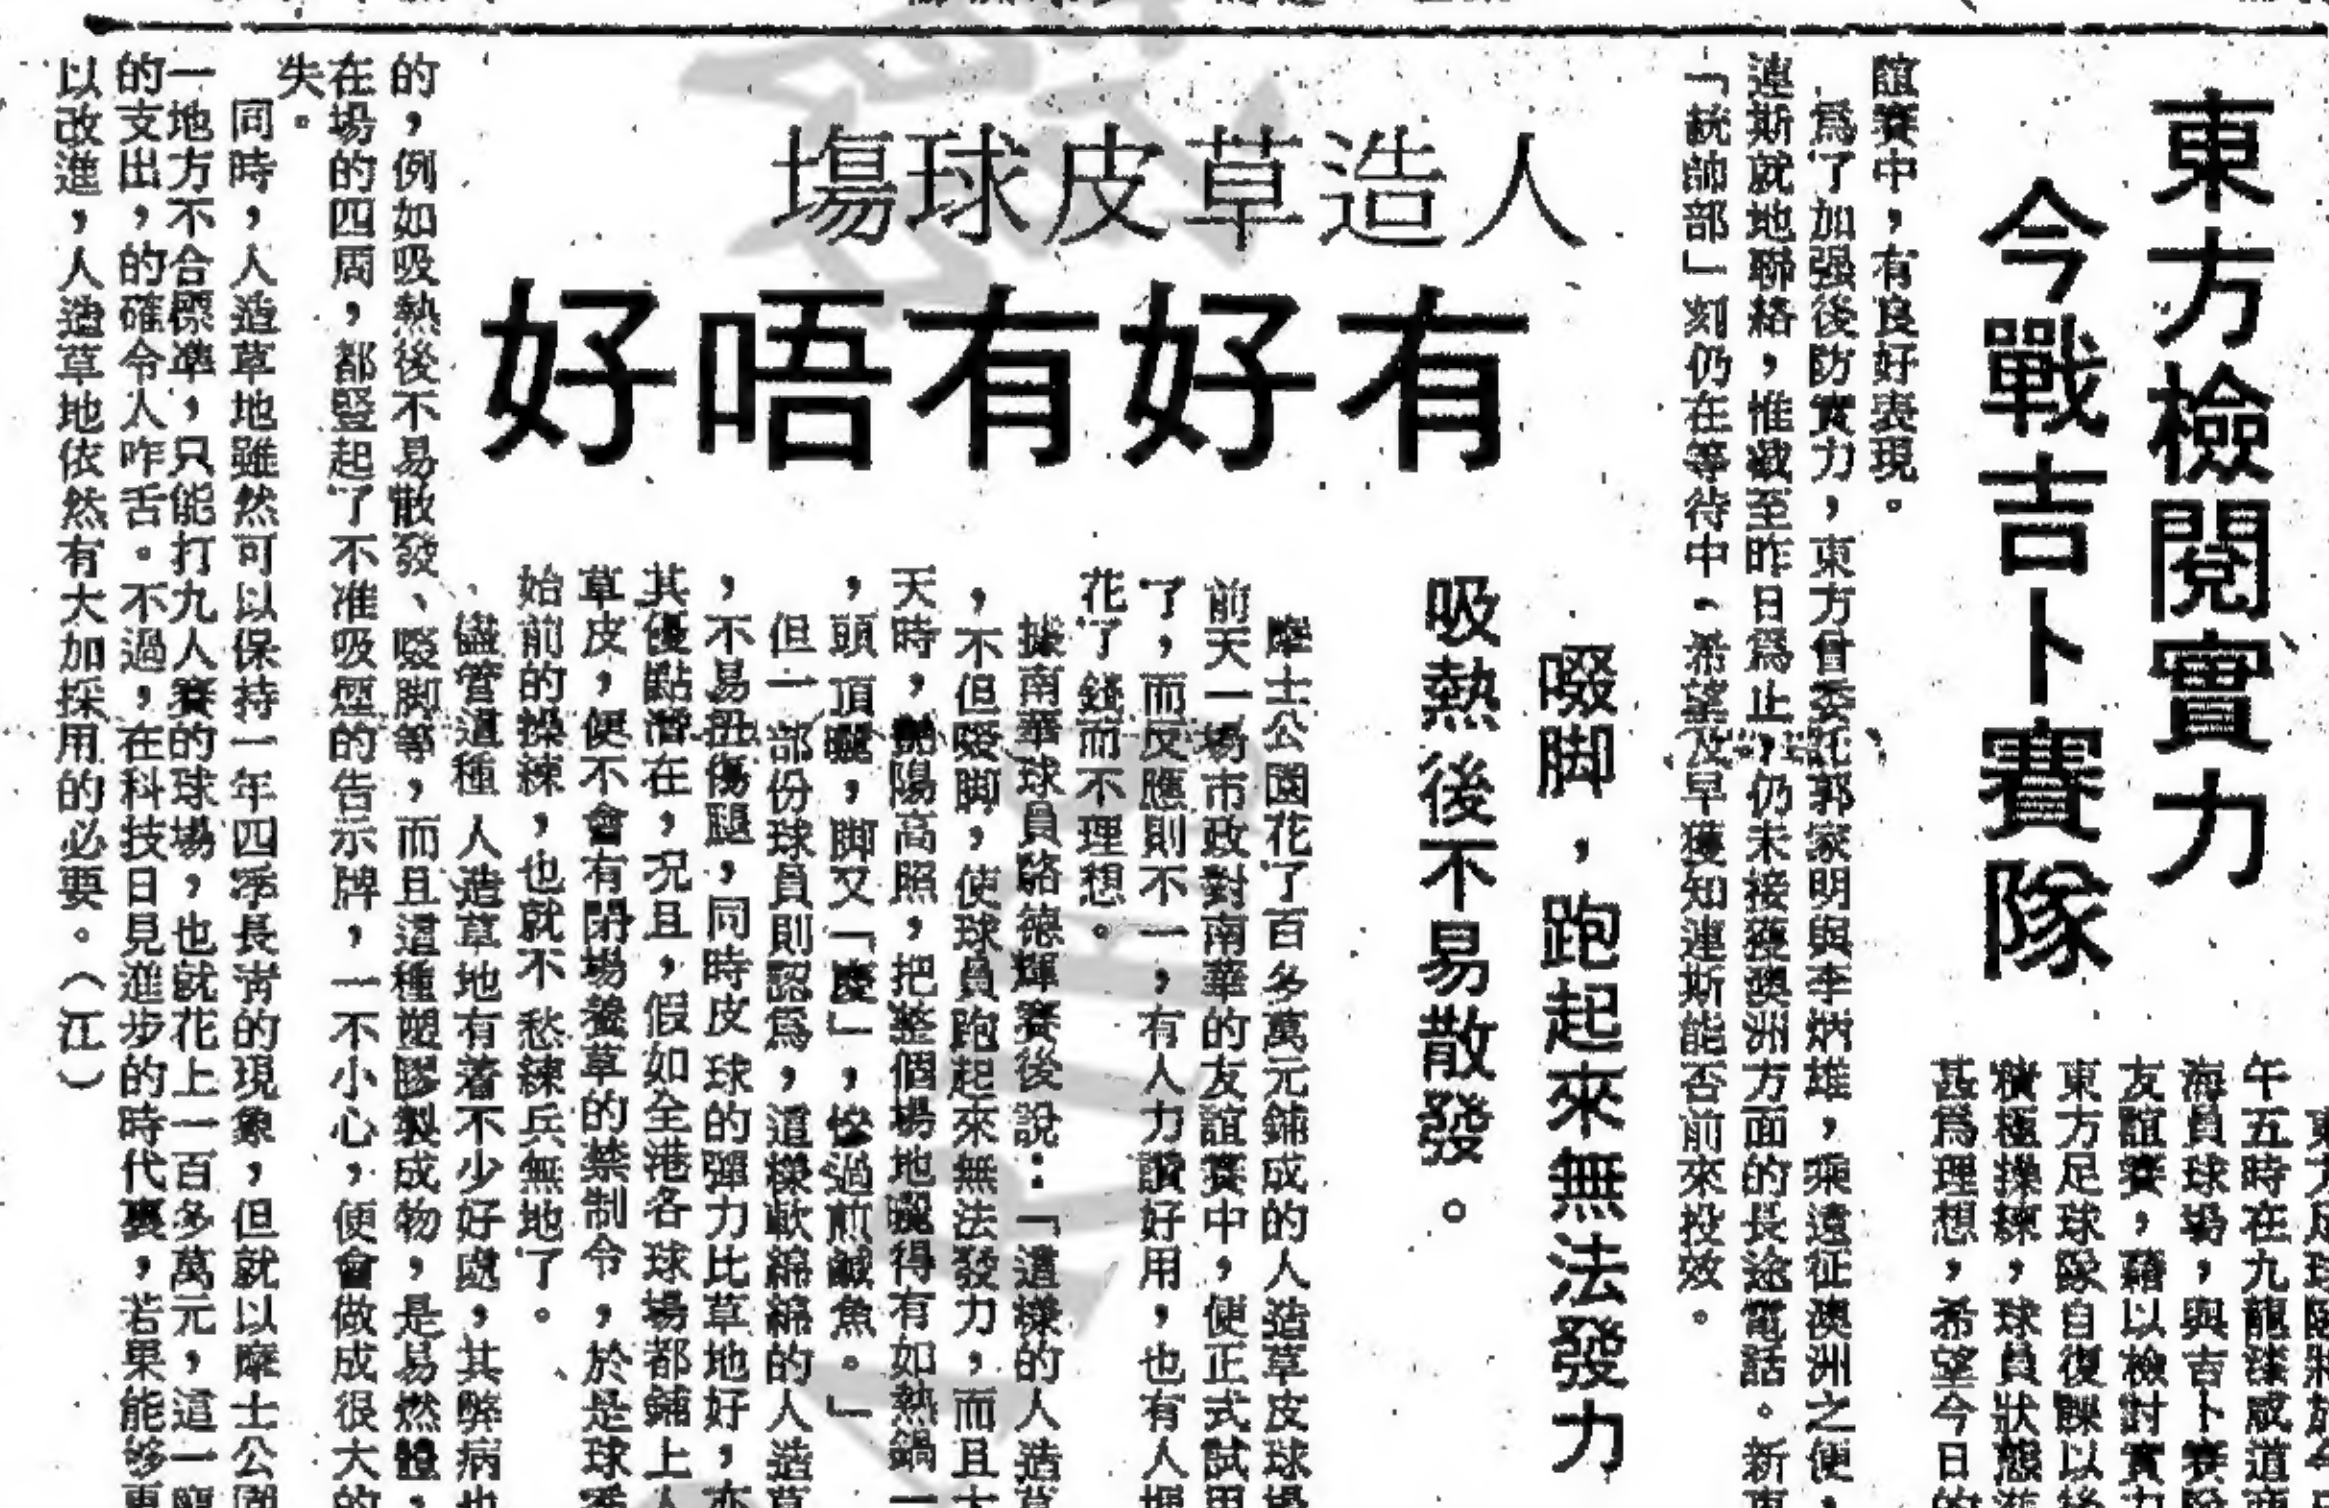 東方檢閱實力
今戰吉卜賽隊
午五時在九龍
海員球場,與吉卜賽
友誼賽,藉以檢討實力
東方足球隊自復課以
積極操練,球員狀態
甚爲理想,希望今日的
誼賽中,有良好表現。
爲了加强後防實力,東方會委託郭家明與李炳雄,乘遠征澳洲之便,
連斯就地聯絡,惟截至昨日爲止,仍未接獲澳洲方面的長途電話。新
「統帥部」刻仍在等待中,希望及早獲知連斯能否前來投效。
人造草皮球場
有好有唔好
啜脚,跑起來無法發力
吸熱後不易散發。
摩士公園花了百多萬元鋪成的人造草皮球場
前天一場市政對南華的友誼賽中,便正式試用
了,而反應則不一,有人力讚好用,也有人
花了錢而不理想。
據南華球員駱德輝賽後說:「這樣的人造草
,不但啜脚,使球員跑起來無法發力,而且
天時,艷陽高照,把整個場地曬得有如熱鍋一
,頭頂曬,脚又「慶」,慘過煎鹹魚。」
但一部份球員則認爲,這樣軟綿綿的人造草
,不易扭傷腿,同時皮球的彈力比草地好,亦
其優點潛在,况且,假如全港各球場都鋪上人
草皮,便不會有閉場養草的禁制令,於是球季
始前的操練,也就不愁練兵無地了。
儘管這種人造草地有着不少好處,其弊病也
的,例如吸熱後不易散發、啜脚等,而且這種塑膠製成物,是易燃體,
在場的四周,都豎起了不准吸煙的告示牌,一不小心,便會做成很大的
失。
同時,人造草地雖然可以保持一年四季長靑的現象,但就以摩士公園
一地方不合標準,只能打九人賽的球場,也就花上一百多萬元,這一
的支出,的確令人咋舌。不過,在科技日見進步的時代裏,若果能够更
以改進,人造草地依然有大加採用的必要。(江)